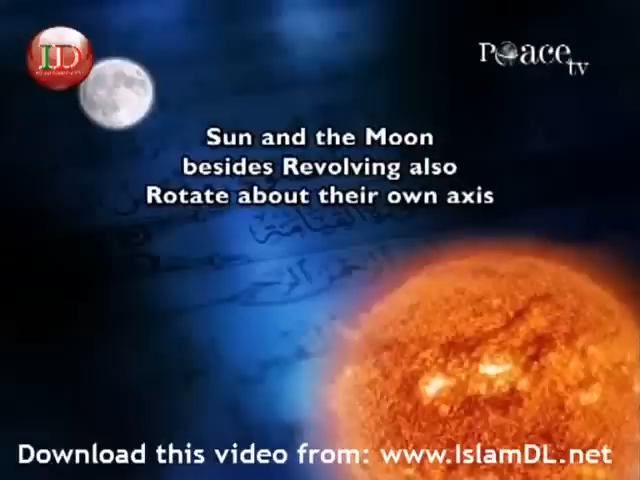 IID
peace tv
Sun and the Moon
besides Revolving also
Rotate about their own axis
Download this video from: www.IslamDL.net